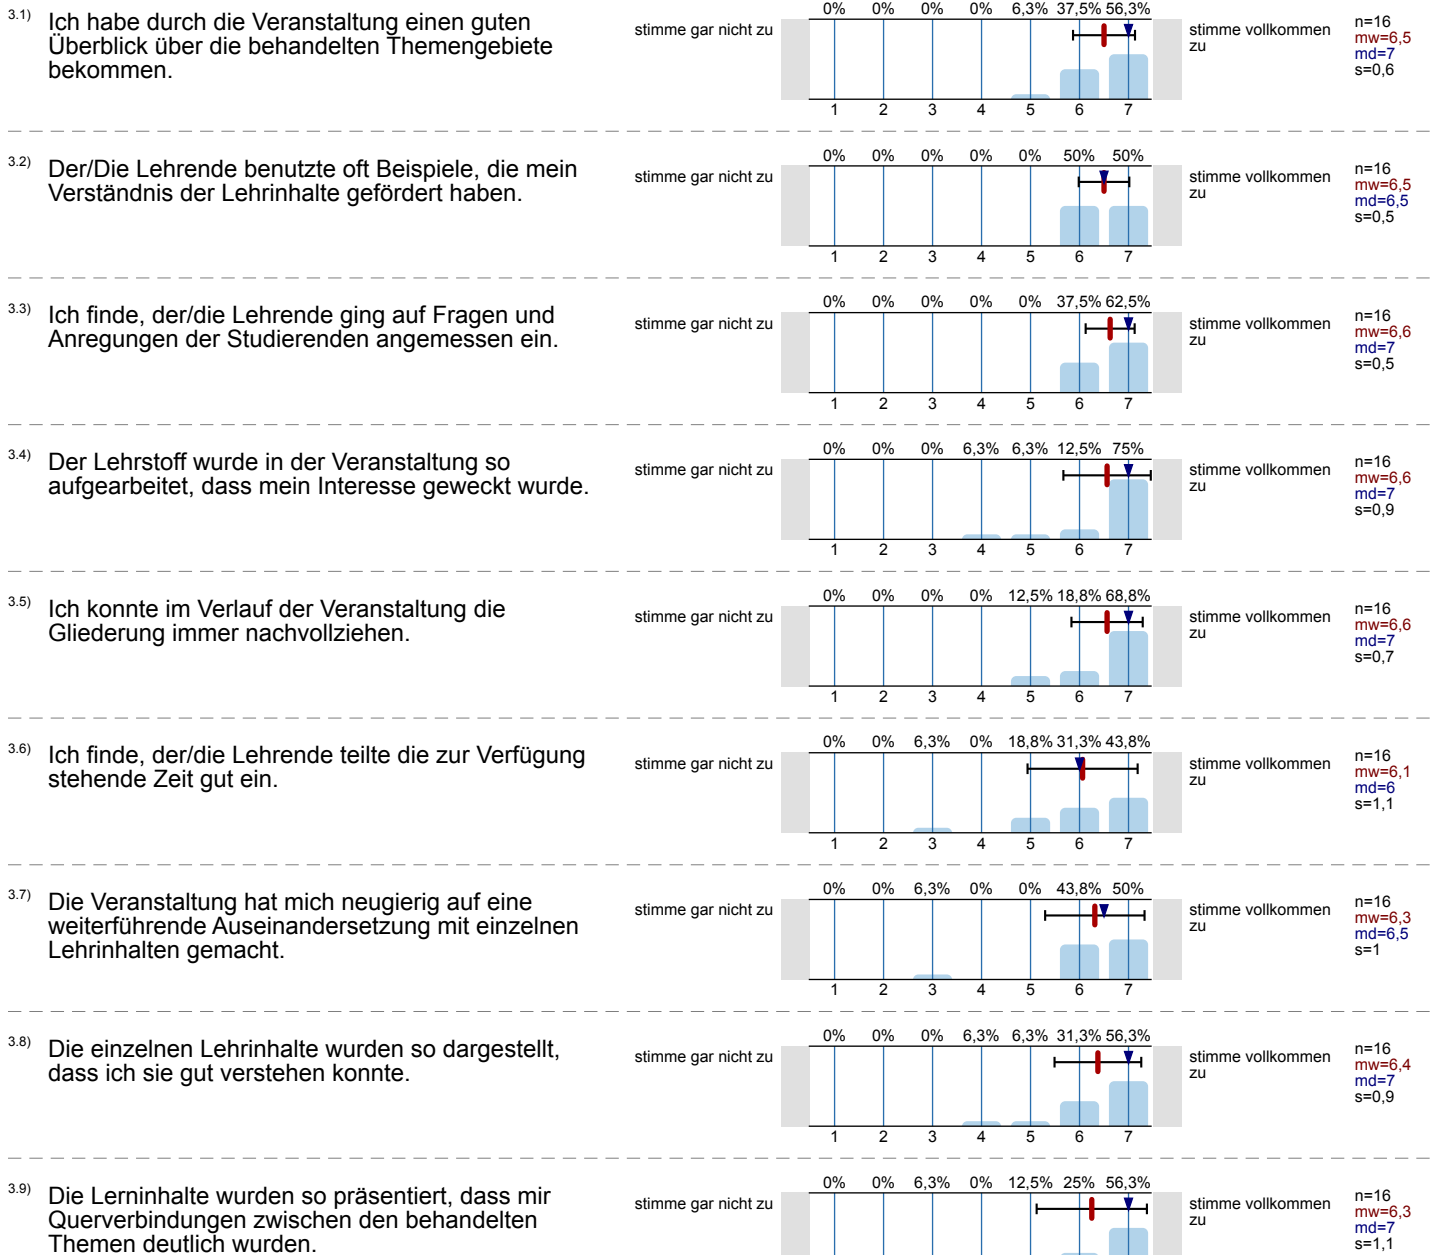 3.1) Ich habe durch die Veranstaltung einen guten
Überblick über die behandelten Themengebiete
bekommen.
stimme gar nicht zu
0% 0% 0% 0% 6,3% 37,5% 56,3%
1 2 3 4 5 6 7
stimme vollkommen
zu
n=16
mw=6,5
md=7
s=0,6
3.2) Der/Die Lehrende benutzte oft Beispiele, die mein
Verständnis der Lehrinhalte gefördert haben.
stimme gar nicht zu
0% 0% 0% 0% 0% 50% 50%
1 2 3 4 5 6 7
stimme vollkommen
zu
n=16
mw=6,5
md=6,5
s=0,5
3.3) Ich finde, der/die Lehrende ging auf Fragen und
Anregungen der Studierenden angemessen ein.
stimme gar nicht zu
0% 0% 0% 0% 0% 37,5% 62,5%
1 2 3 4 5 6 7
stimme vollkommen
zu
n=16
mw=6,6
md=7
s=0,5
3.4) Der Lehrstoff wurde in der Veranstaltung so
aufgearbeitet, dass mein Interesse geweckt wurde.
stimme gar nicht zu
0% 0% 0% 6,3% 6,3% 12,5% 75%
1 2 3 4 5 6 7
stimme vollkommen
zu
n=16
mw=6,6
md=7
s=0,9
3.5) Ich konnte im Verlauf der Veranstaltung die
Gliederung immer nachvollziehen.
stimme gar nicht zu
0% 0% 0% 0% 12,5% 18,8% 68,8%
1 2 3 4 5 6 7
stimme vollkommen
zu
n=16
mw=6,6
md=7
s=0,7
3.6) Ich finde, der/die Lehrende teilte die zur Verfügung
stehende Zeit gut ein.
stimme gar nicht zu
0% 0% 6,3% 0% 18,8% 31,3% 43,8%
1 2 3 4 5 6 7
stimme vollkommen
zu
n=16
mw=6,1
md=6
s=1,1
3.7) Die Veranstaltung hat mich neugierig auf eine
weiterführende Auseinandersetzung mit einzelnen
Lehrinhalten gemacht.
stimme gar nicht zu
0% 0% 6,3% 0% 0% 43,8% 50%
1 2 3 4 5 6 7
stimme vollkommen
zu
n=16
mw=6,3
md=6,5
s=1
3.8) Die einzelnen Lehrinhalte wurden so dargestellt,
dass ich sie gut verstehen konnte.
stimme gar nicht zu
0% 0% 0% 6,3% 6,3% 31,3% 56,3%
1 2 3 4 5 6 7
stimme vollkommen
zu
n=16
mw=6,4
md=7
s=0,9
3.9) Die Lerninhalte wurden so präsentiert, dass mir
Querverbindungen zwischen den behandelten
Themen deutlich wurden.
stimme gar nicht zu
0% 0% 6,3% 0% 12,5% 25% 56,3%
stimme vollkommen
zu
n=16
mw=6,3
md=7
s=1,1